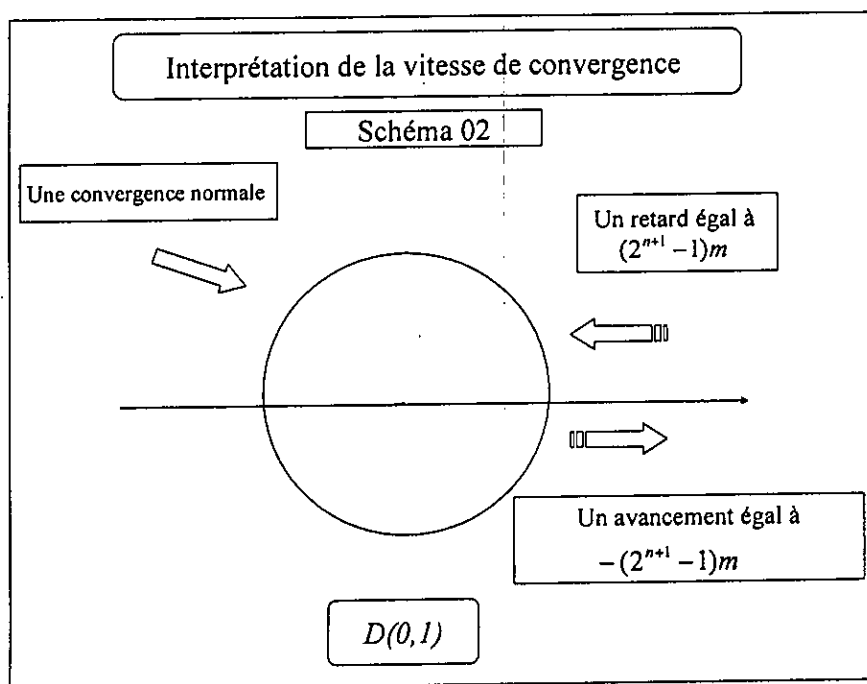 Interprétation de la vitesse de convergence
Schéma 02
Une convergence normale
Un retard égal à
(2^{n+1} −1)m
Un avancement égal à
−(2^{n+1} −1)m
D(0,1)